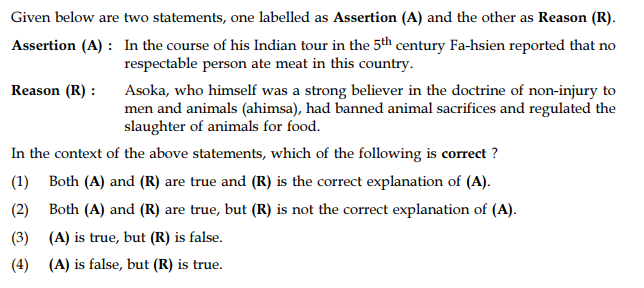 Given below are two statements, one labelled as Assertion (A) and the other as Reason (R).
Assertion (A) : In the course of his Indian tour in the 5th century Fa-hsien reported that no
respectable person ate meat in this country.
Reason (R) : Asoka, who himself was a strong believer in the doctrine of non-injury to
men and animals (ahimsa), had banned animal sacrifices and regulated the
slaughter of animals for food.
In the context of the above statements, which of the following is correct ?
(1) Both (A) and (R) are true and (R) is the correct explanation of (A).
(2) Both (A) and (R) are true, but (R) is not the correct explanation of (A).
(3) (A) is true, but (R) is false.
(4) (A) is false, but (R) is true.